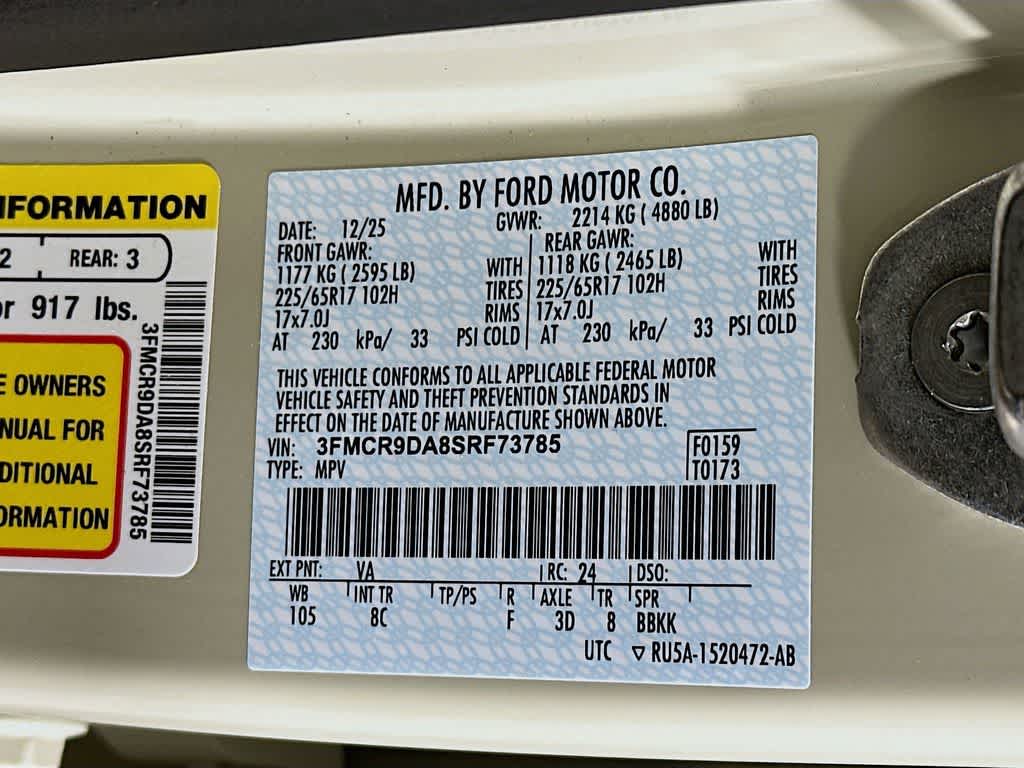 INFORMATION
2 REAR: 3
or 917 lbs.
E OWNERS
NUAL FOR
DITIONAL
ORMATION
3FMCR9DA8SRF73785
MFD. BY FORD MOTOR CO.
DATE: 12/25 GVWR: 2214 KG ( 4880 LB)
FRONT GAWR: REAR GAWR:
1177 KG ( 2595 LB) WITH 1118 KG ( 2465 LB) WITH
225/65R17 102H TIRES 225/65R17 102H TIRES
17x7.0J RIMS 17x7.0J RIMS
AT 230 kPa/ 33 PSI COLD AT 230 kPa/ 33 PSI COLD
THIS VEHICLE CONFORMS TO ALL APPLICABLE FEDERAL MOTOR
VEHICLE SAFETY AND THEFT PREVENTION STANDARDS IN
EFFECT ON THE DATE OF MANUFACTURE SHOWN ABOVE.
VIN: 3FMCR9DA8SRF73785 F0159
TYPE: MPV T0173
EXT PNT: VA RC: 24 DSO:
WB INT TR TP/PS R AXLE TR SPR
105 8C F 3D 8 BBKK
UTC ▽ RU5A-1520472-AB